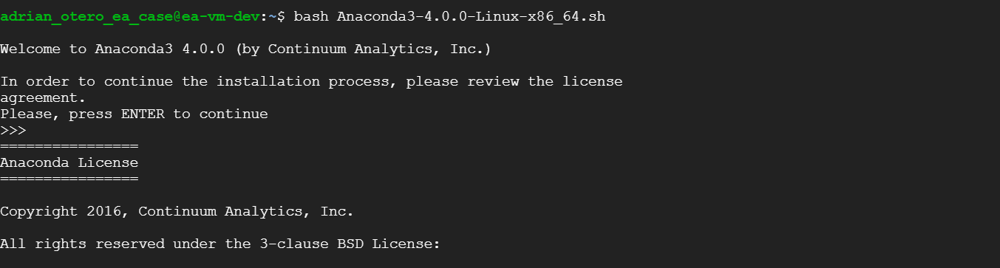 adrian_otero_ea_case@ea-vm-dev:~$ bash Anaconda3-4.0.0-Linux-x86_64.sh
Welcome to Anaconda3 4.0.0 (by Continuum Analytics, Inc.)
In order to continue the installation process, please review the license
agreement.
Please, press ENTER to continue
>>>
================
Anaconda License
================
Copyright 2016, Continuum Analytics, Inc.
All rights reserved under the 3-clause BSD License: